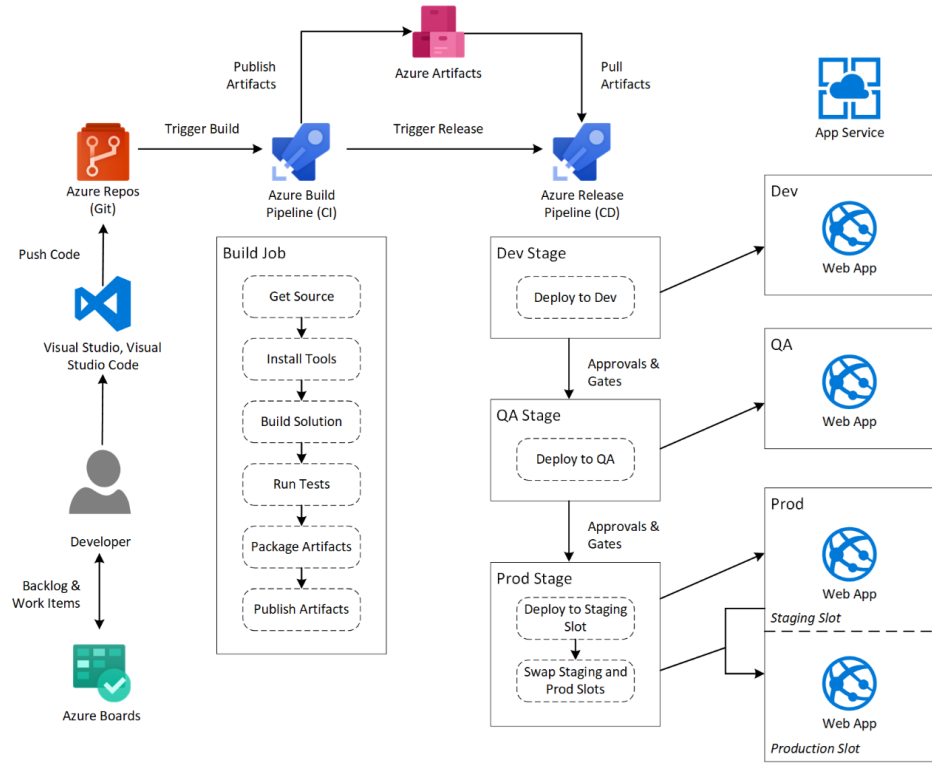 Publish
Artifacts
Azure Artifacts
Pull
Artifacts
App Service
Trigger Build
Trigger Release
Azure Repos
(Git)
Azure Build
Pipeline (CI)
Azure Release
Pipeline (CD)
Push Code
Visual Studio, Visual
Studio Code
Developer
Backlog &
Work Items
Azure Boards
Build Job
Get Source
Install Tools
Build Solution
Run Tests
Package Artifacts
Publish Artifacts
Dev Stage
Deploy to Dev
Approvals &
Gates
QA Stage
Deploy to QA
Approvals &
Gates
Prod Stage
Deploy to Staging
Slot
Swap Staging and
Prod Slots
Dev
Web App
QA
Web App
Prod
Web App
Staging Slot
Web App
Production Slot